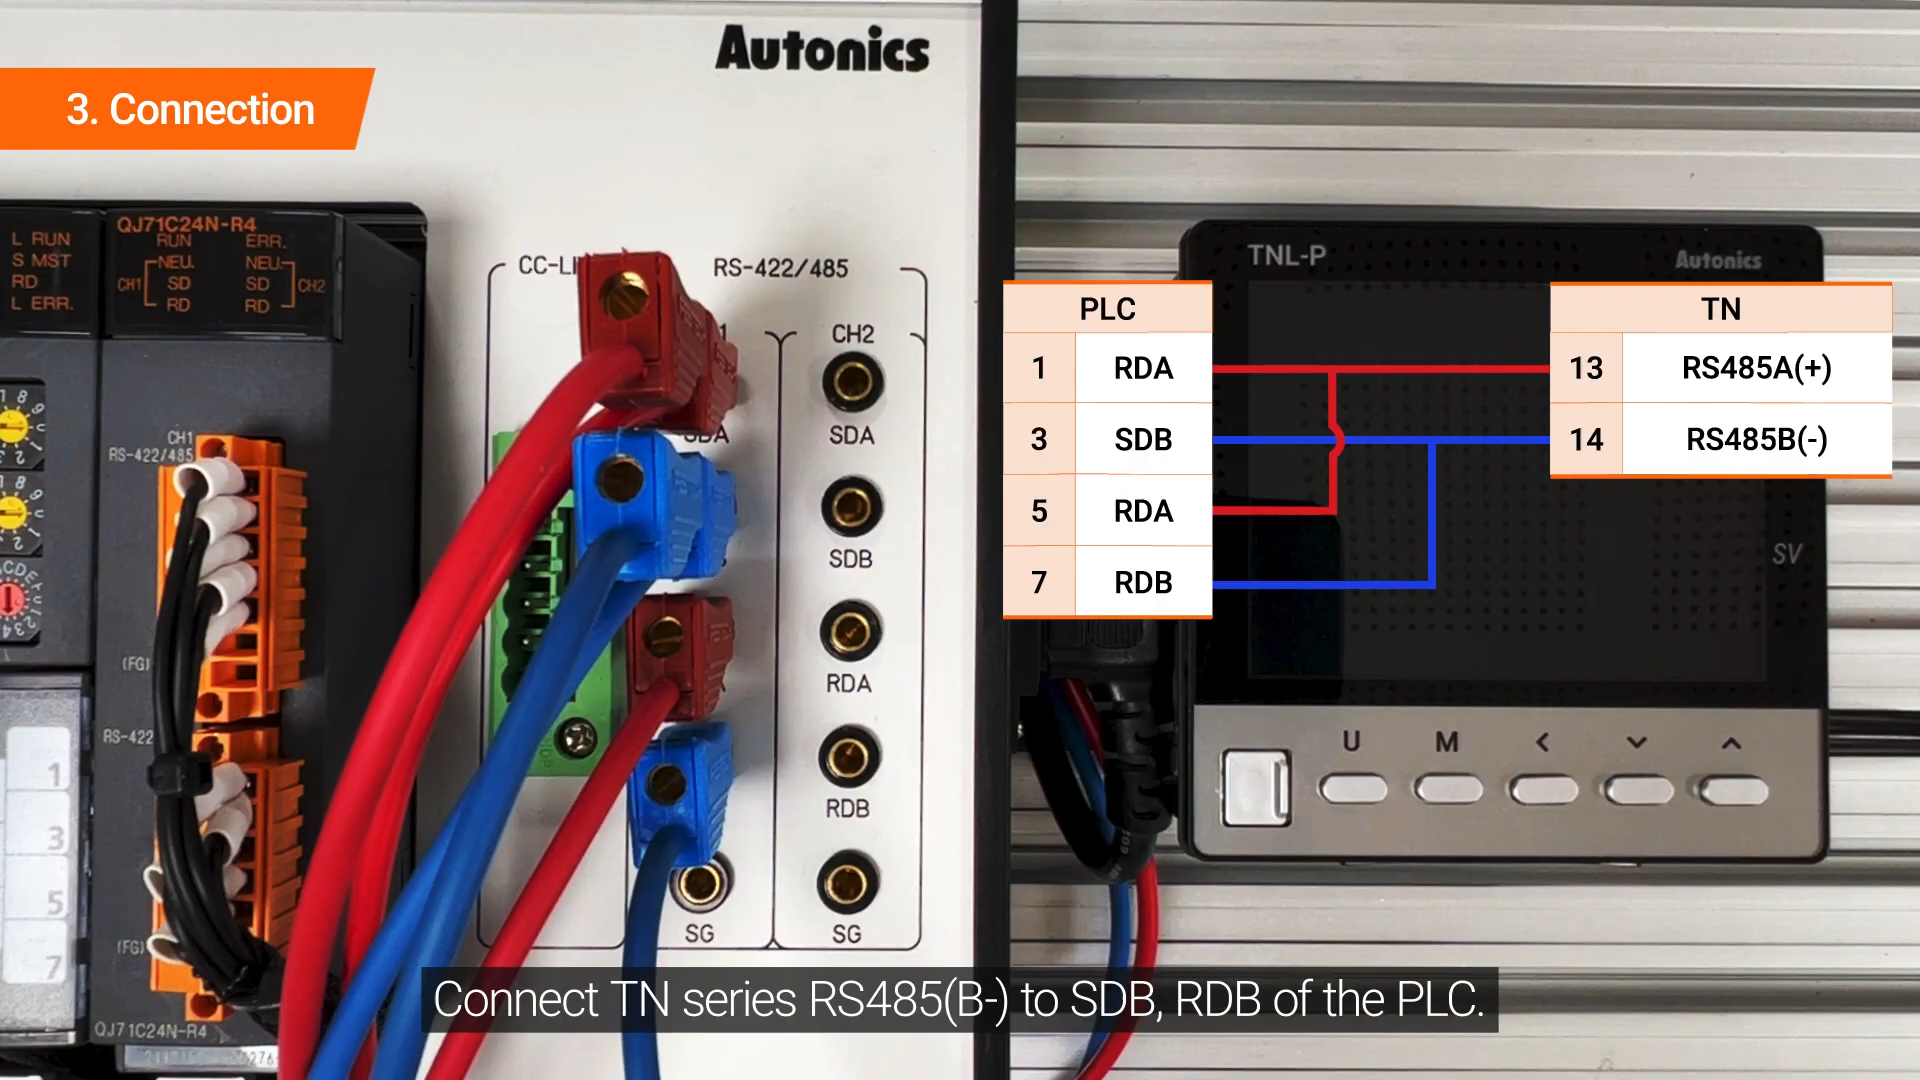 Autonics
3. Connection
L RUN
S MST
RD
L ERR.
QJ71C24N-R4
RUN ERR.
NEU. NEU.
CH1 SD SD CH2
RD RD
CH1
RS-422/485
(FG)
RS-422
(FG)
QJ71C24N-R4
1
3
5
7
RS-422/485
CH2
SDA
SDA
SDB
RDA
RDB
SG
SG
TNL-P
Autonics
PLC
1 RDA
3 SDB
5 RDA
7 RDB
TN
13 RS485A(+)
14 RS485B(-)
SV
U M
Connect TN series RS485(B-) to SDB, RDB of the PLC.